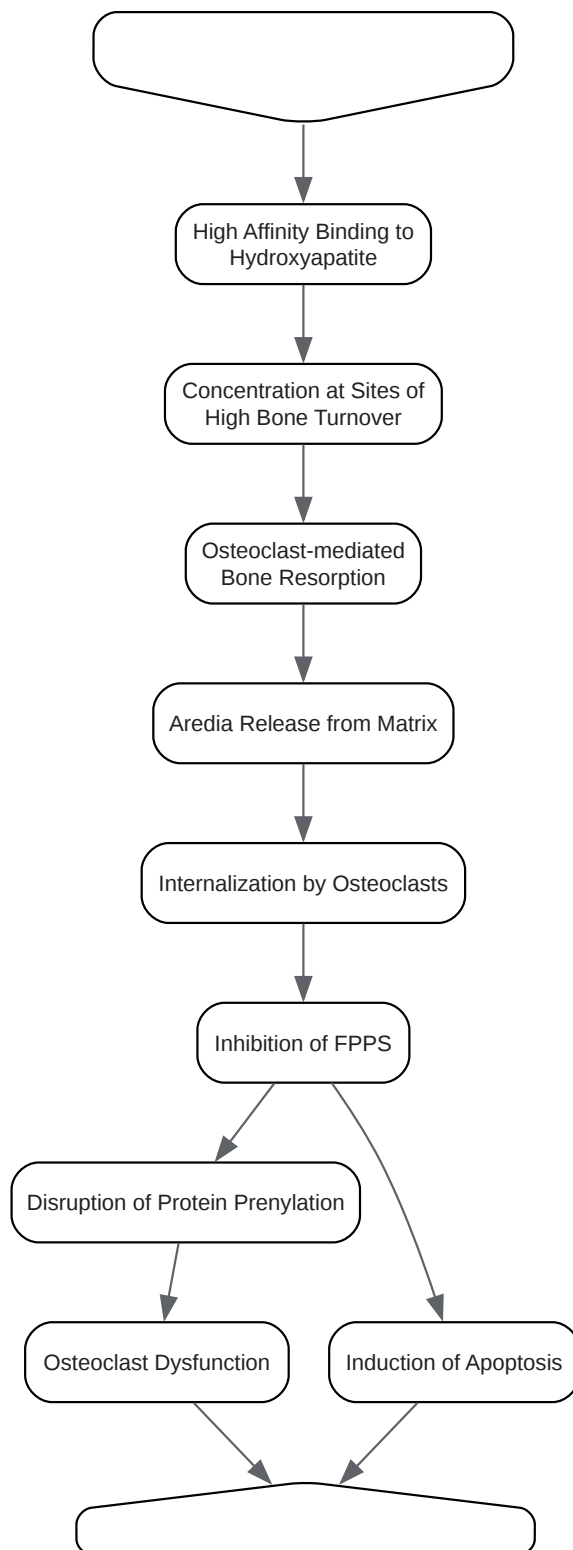 High Affinity Binding to
Hydroxyapatite
Concentration at Sites of
High Bone Turnover
Osteoclast-mediated
Bone Resorption
Aredia Release from Matrix
Internalization by Osteoclasts
Inhibition of FPPS
Disruption of Protein Prenylation
Osteoclast Dysfunction
Induction of Apoptosis